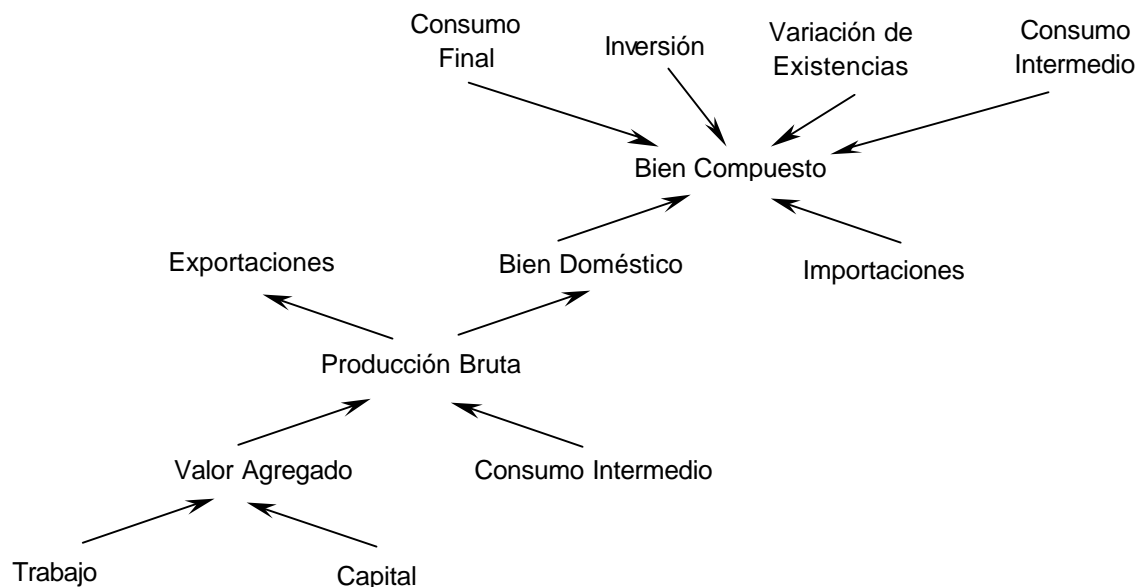 Consumo
Final
Inversión
Variación de
Existencias
Consumo
Intermedio
Bien Compuesto
Exportaciones
Bien Doméstico
Importaciones
Producción Bruta
Valor Agregado
Consumo Intermedio
Trabajo
Capital